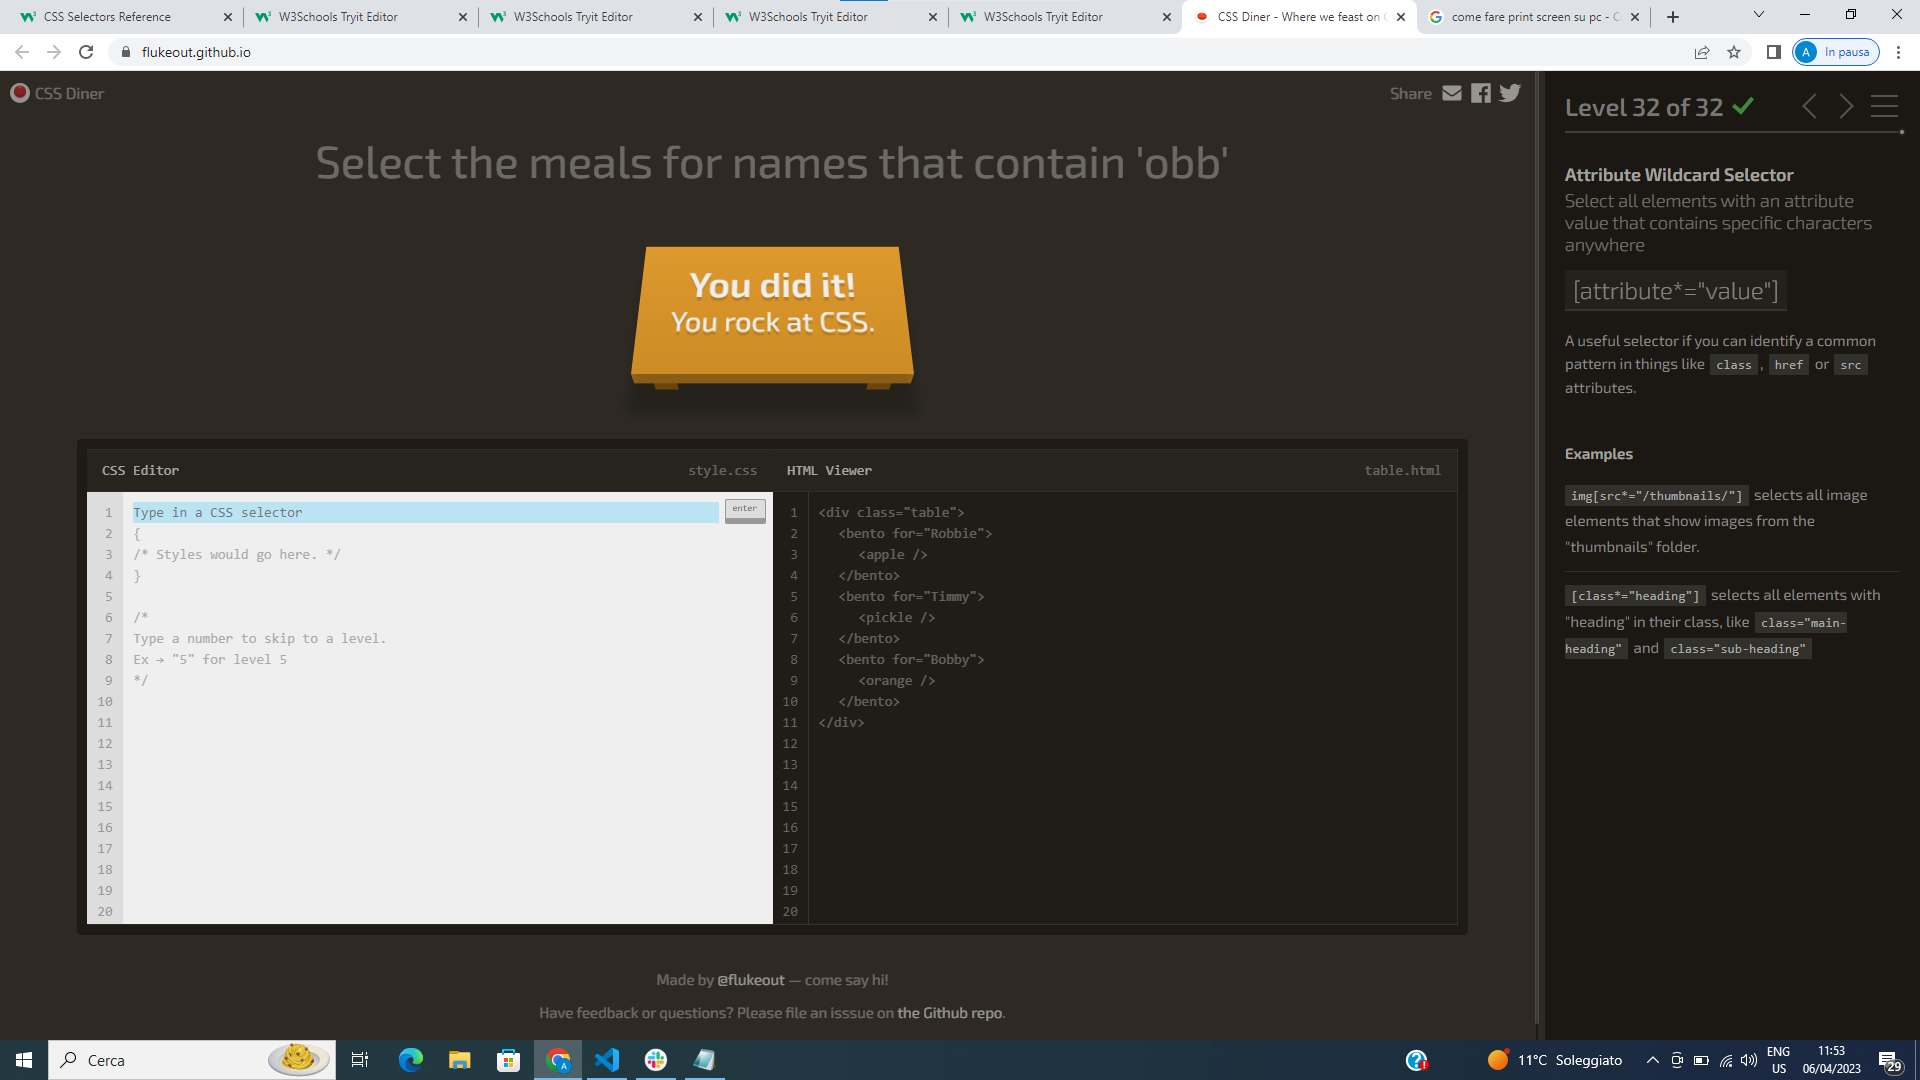 CSS Selectors Reference
W3Schools Tryit Editor
W3Schools Tryit Editor
W3Schools Tryit Editor
W3Schools Tryit Editor
CSS Diner - Where we feast on
come fare print screen su pc -
flukeout.github.io
A
In pausa
CSS Diner
Share
Select the meals for names that contain 'obb'
You did it!
You rock at CSS.
CSS Editor
style.css
HTML Viewer
table.html
1 Type in a CSS selector
enter
2 {
3 /* Styles would go here. */
4 }
5
6 /*
7 Type a number to skip to a level.
8 Ex → "5" for level 5
9 */
10
11
12
13
14
15
16
17
18
19
20
1 <div class="table">
2 <bento for="Robbie">
3 <apple />
4 </bento>
5 <bento for="Timmy">
6 <pickle />
7 </bento>
8 <bento for="Bobby">
9 <orange />
10 </bento>
11 </div>
12
13
14
15
16
17
18
19
20
Made by @flukeout — come say hi!
Have feedback or questions? Please file an isssue on the Github repo.
Level 32 of 32
Attribute Wildcard Selector
Select all elements with an attribute
value that contains specific characters
anywhere
[attribute*="value"]
A useful selector if you can identify a common
pattern in things like class , href or src
attributes.
Examples
img[src*="/thumbnails/"] selects all image
elements that show images from the
"thumbnails" folder.
[class*="heading"] selects all elements with
"heading" in their class, like class="main-
heading" and class="sub-heading"
Cerca
A
11°C Soleggiato
ENG
US
11:53
06/04/2023
29